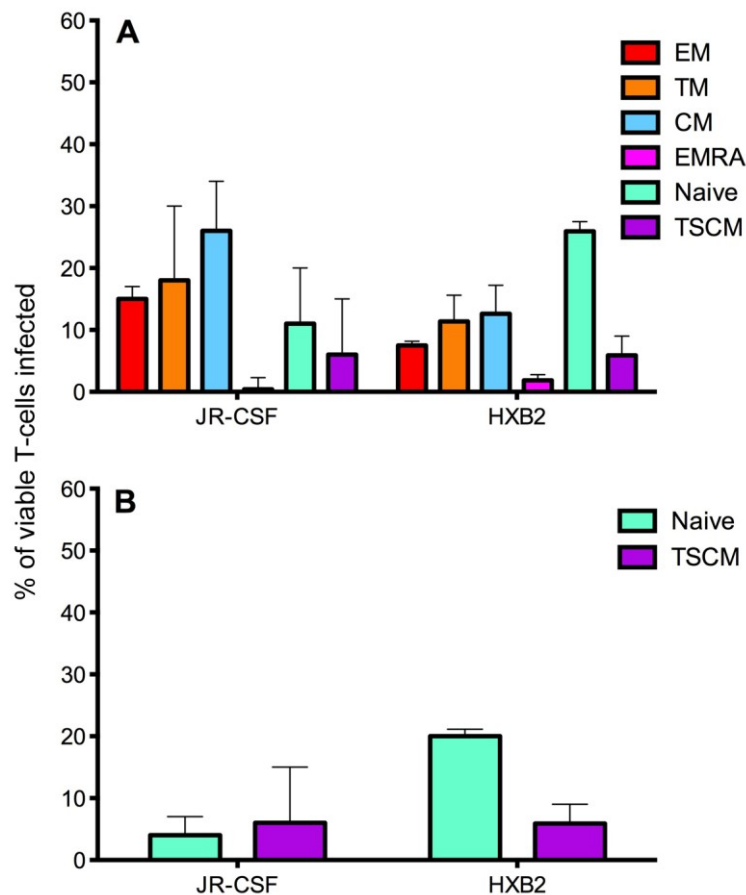 % of viable T-cells infected
A
60
50
40
30
20
10
0
JR-CSF HXB2
EM
TM
CM
EMRA
Naive
TSCM
B
60
50
40
30
20
10
0
JR-CSF HXB2
Naive
TSCM